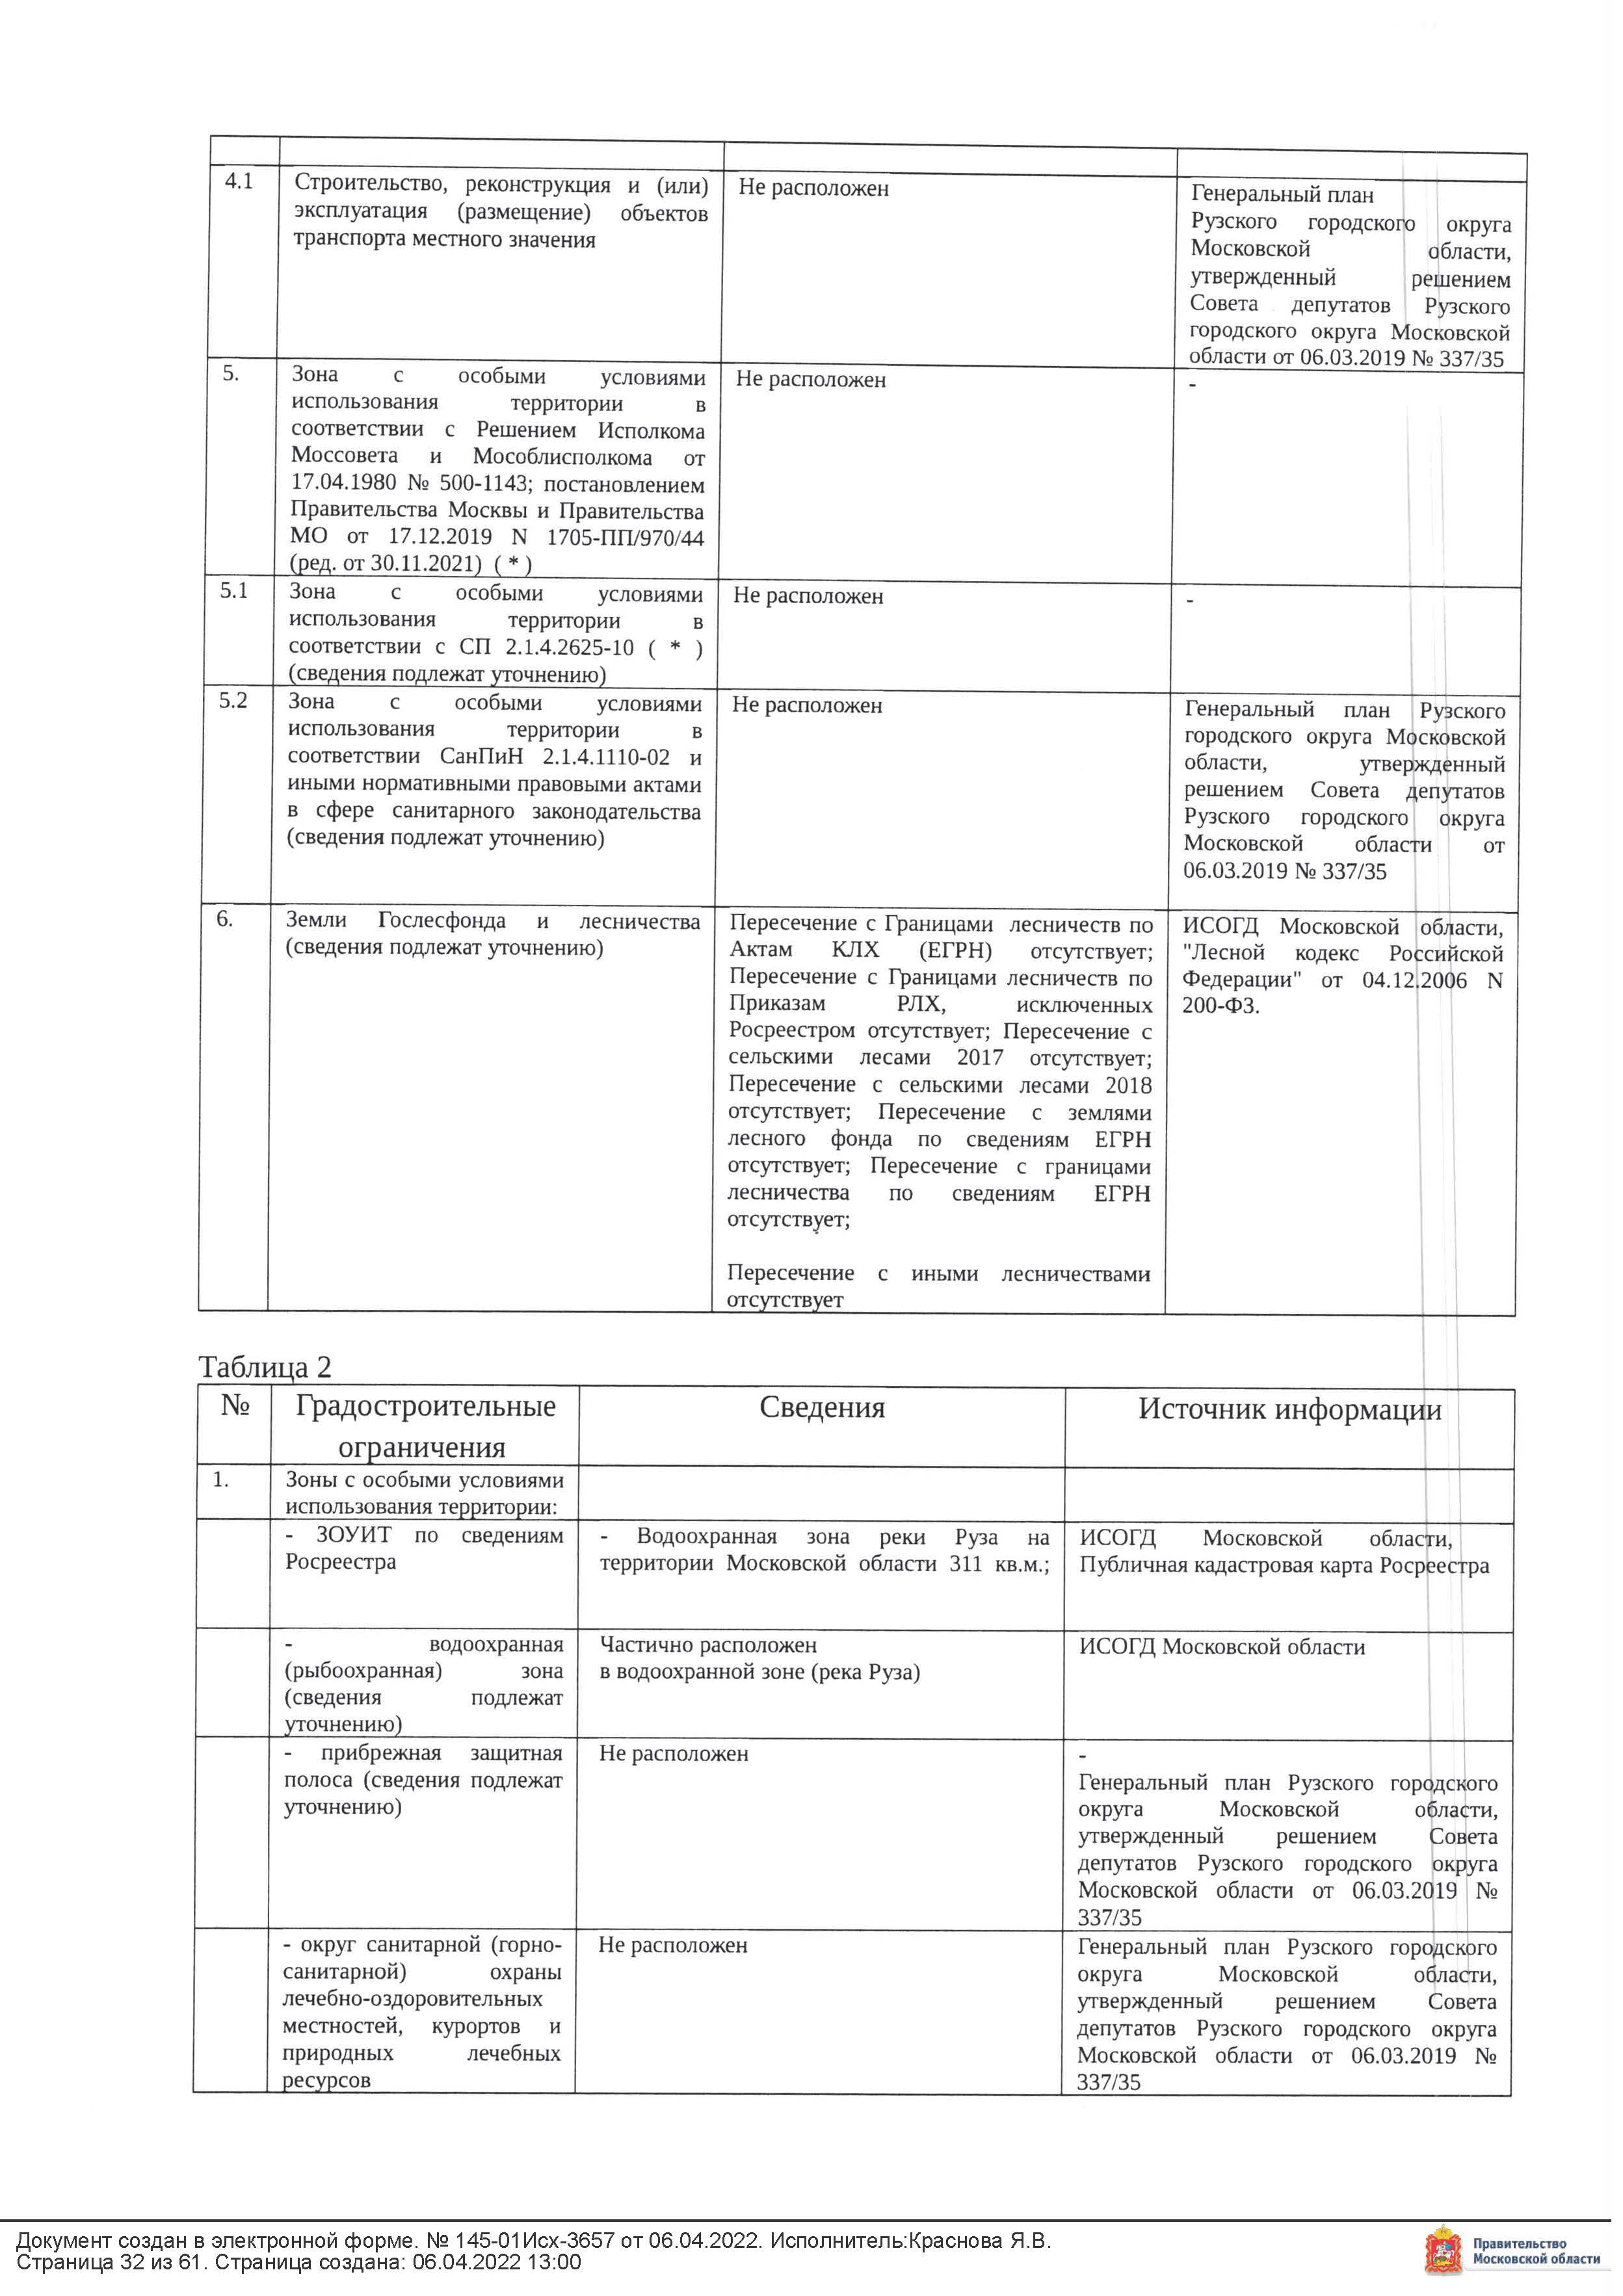 4.1
Строительство, реконструкция и (или)
эксплуатация (размещение) объектов
транспорта местного значения
Не расположен
Генеральный план
Рузского городского округа
Московской области,
утвержденный решением
Совета депутатов Рузского
городского округа Московской
области от 06.03.2019 № 337/35
5.
Зона с особыми условиями
использования территории в
соответствии с Решением Исполкома
Моссовета и Мособлисполкома от
17.04.1980 № 500-1143; постановлением
Правительства Москвы и Правительства
МО от 17.12.2019 N 1705-ПП/970/44
(ред. от 30.11.2021) ( * )
Не расположен
-
5.1
Зона с особыми условиями
использования территории в
соответствии с СП 2.1.4.2625-10 ( * )
(сведения подлежат уточнению)
Не расположен
-
5.2
Зона с особыми условиями
использования территории в
соответствии СанПиН 2.1.4.1110-02 и
иными нормативными правовыми актами
в сфере санитарного законодательства
(сведения подлежат уточнению)
Не расположен
Генеральный план Рузского
городского округа Московской
области, утвержденный
решением Совета депутатов
Рузского городского округа
Московской области от
06.03.2019 № 337/35
6.
Земли Гослесфонда и лесничества
(сведения подлежат уточнению)
Пересечение с Границами лесничеств по
Актам КЛХ (ЕГРН) отсутствует;
Пересечение с Границами лесничеств по
Приказам РЛХ, исключенных
Росреестром отсутствует; Пересечение с
сельскими лесами 2017 отсутствует;
Пересечение с сельскими лесами 2018
отсутствует; Пересечение с землями
лесного фонда по сведениям ЕГРН
отсутствует; Пересечение с границами
лесничества по сведениям ЕГРН
отсутствует;
Пересечение с иными лесничествами
отсутствует
ИСОГД Московской области,
"Лесной кодекс Российской
Федерации" от 04.12.2006 N
200-ФЗ.
Таблица 2
№
Градостроительные
ограничения
Сведения
Источник информации
1.
Зоны с особыми условиями
использования территории:
- ЗОУИТ по сведениям
Росреестра
- Водоохранная зона реки Руза на
территории Московской области 311 кв.м.;
ИСОГД Московской области,
Публичная кадастровая карта Росреестра
- водоохранная
(рыбоохранная) зона
(сведения подлежат
уточнению)
Частично расположен
в водоохранной зоне (река Руза)
ИСОГД Московской области
- прибрежная защитная
полоса (сведения подлежат
уточнению)
Не расположен
-
Генеральный план Рузского городского
округа Московской области,
утвержденный решением Совета
депутатов Рузского городского округа
Московской области от 06.03.2019 №
337/35
- округ санитарной (горно-
санитарной) охраны
лечебно-оздоровительных
местностей, курортов и
природных лечебных
ресурсов
Не расположен
Генеральный план Рузского городского
округа Московской области,
утвержденный решением Совета
депутатов Рузского городского округа
Московской области от 06.03.2019 №
337/35
Документ создан в электронной форме. № 145-01Исх-3657 от 06.04.2022. Исполнитель:Краснова Я.В.
Страница 32 из 61. Страница создана: 06.04.2022 13:00
Правительство
Московской области